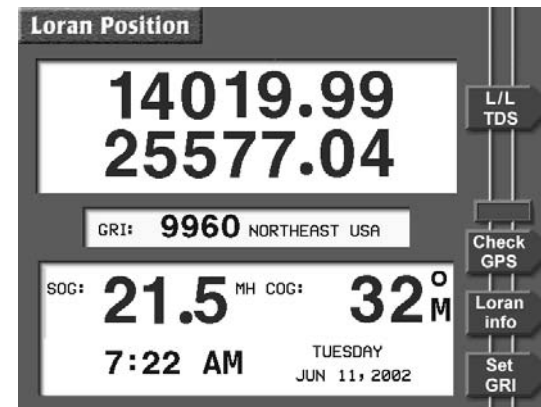 Loran Position
14019.99
25577.04
L/L
TDS
GRI: 9960 NORTHEAST USA
Check
GPS
SOG: 21.5 MH COG: 32° M
Loran
info
7:22 AM
TUESDAY
JUN 11, 2002
Set
GRI